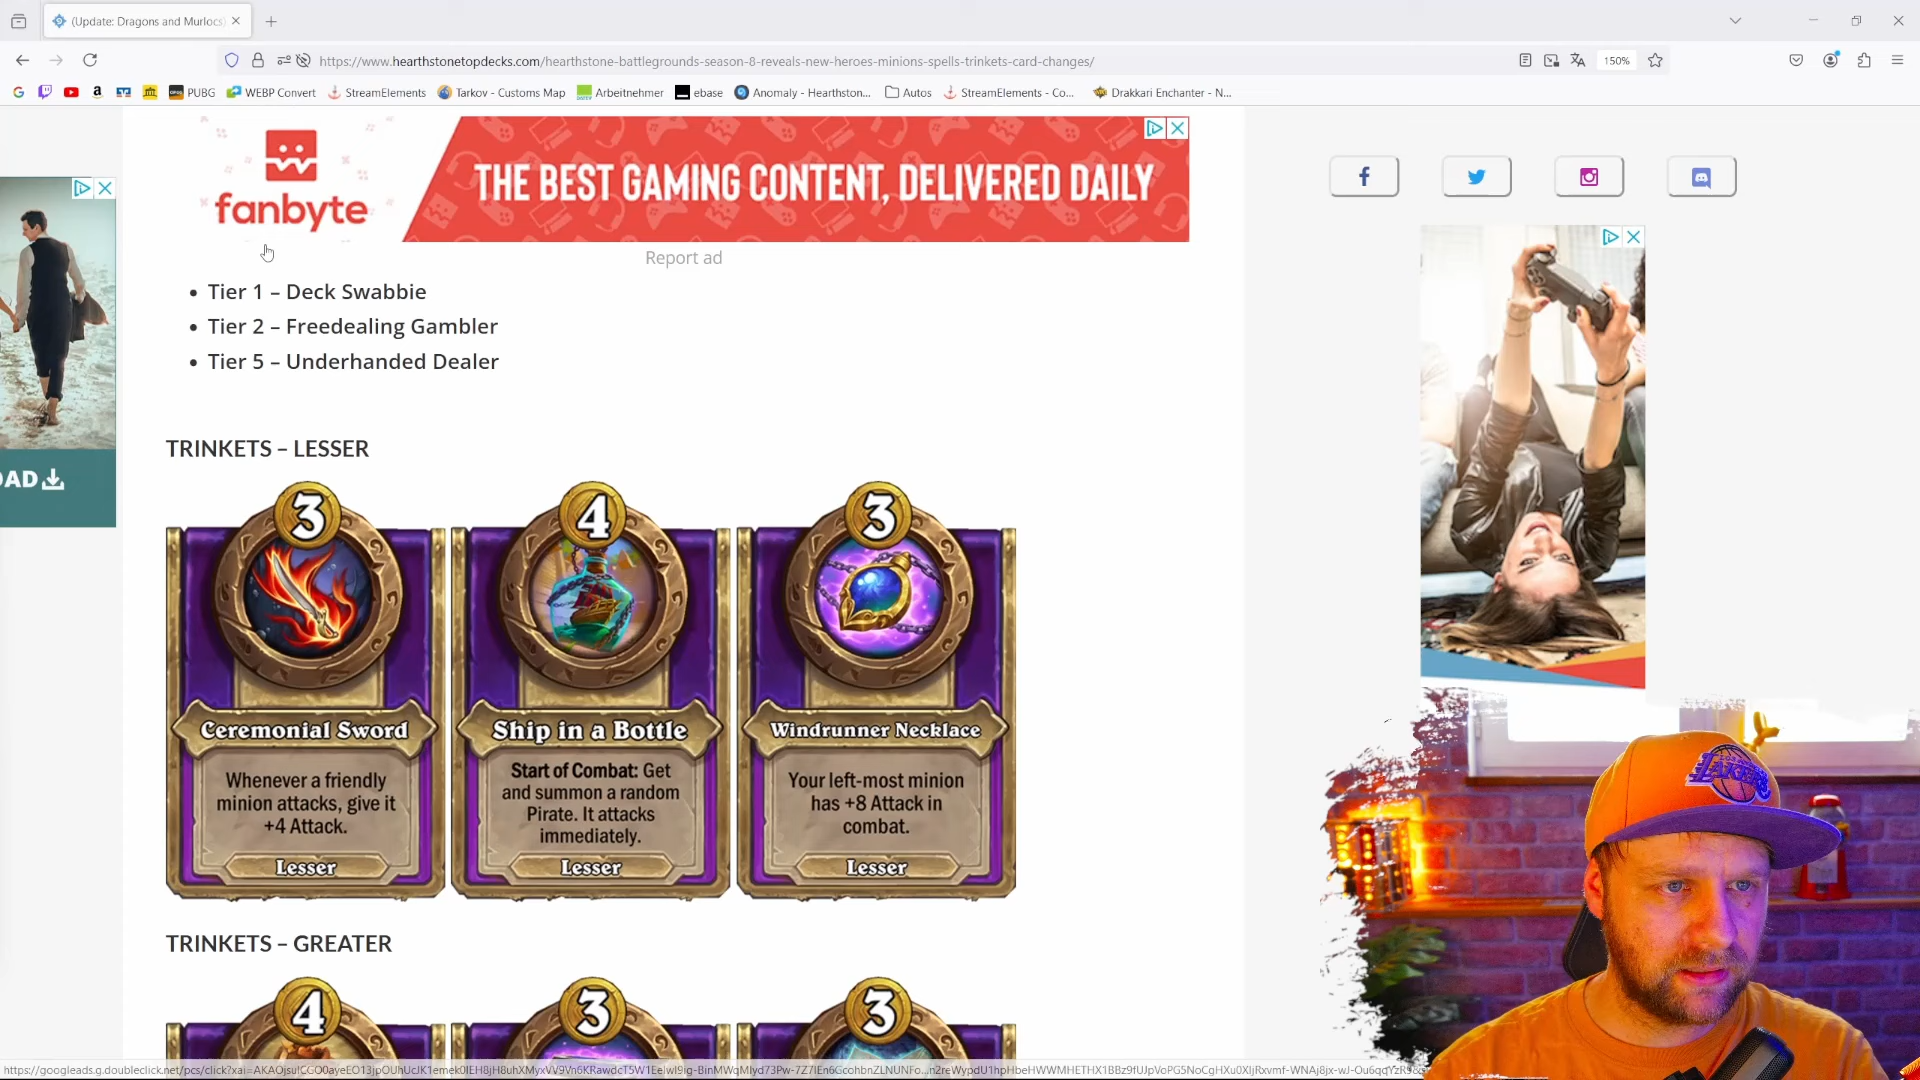 (Update: Dragons and Murlocs)
https://www.hearthstonetopdecks.com/hearthstone-battlegrounds-season-8-reveals-new-heroes-minions-spells-trinkets-card-changes/
150%
PUBG
WEBP Convert
StreamElements
Tarkov - Customs Map
Arbeitnehmer
ebase
Anomaly - Hearthston...
Autos
StreamElements - Co...
Drakkari Enchanter - N...
fanbyte
THE BEST GAMING CONTENT, DELIVERED DAILY
Report ad
• Tier 1 – Deck Swabbie
• Tier 2 – Freedealing Gambler
• Tier 5 – Underhanded Dealer
OAD
TRINKETS – LESSER
3
4
3
Ceremonial Sword
Whenever a friendly
minion attacks, give it
+4 Attack.
Lesser
Ship in a Bottle
Start of Combat: Get
and summon a random
Pirate. It attacks
immediately.
Lesser
Windrunner Necklace
Your left-most minion
has +8 Attack in
combat.
Lesser
TRINKETS – GREATER
4
3
3
LAKERS